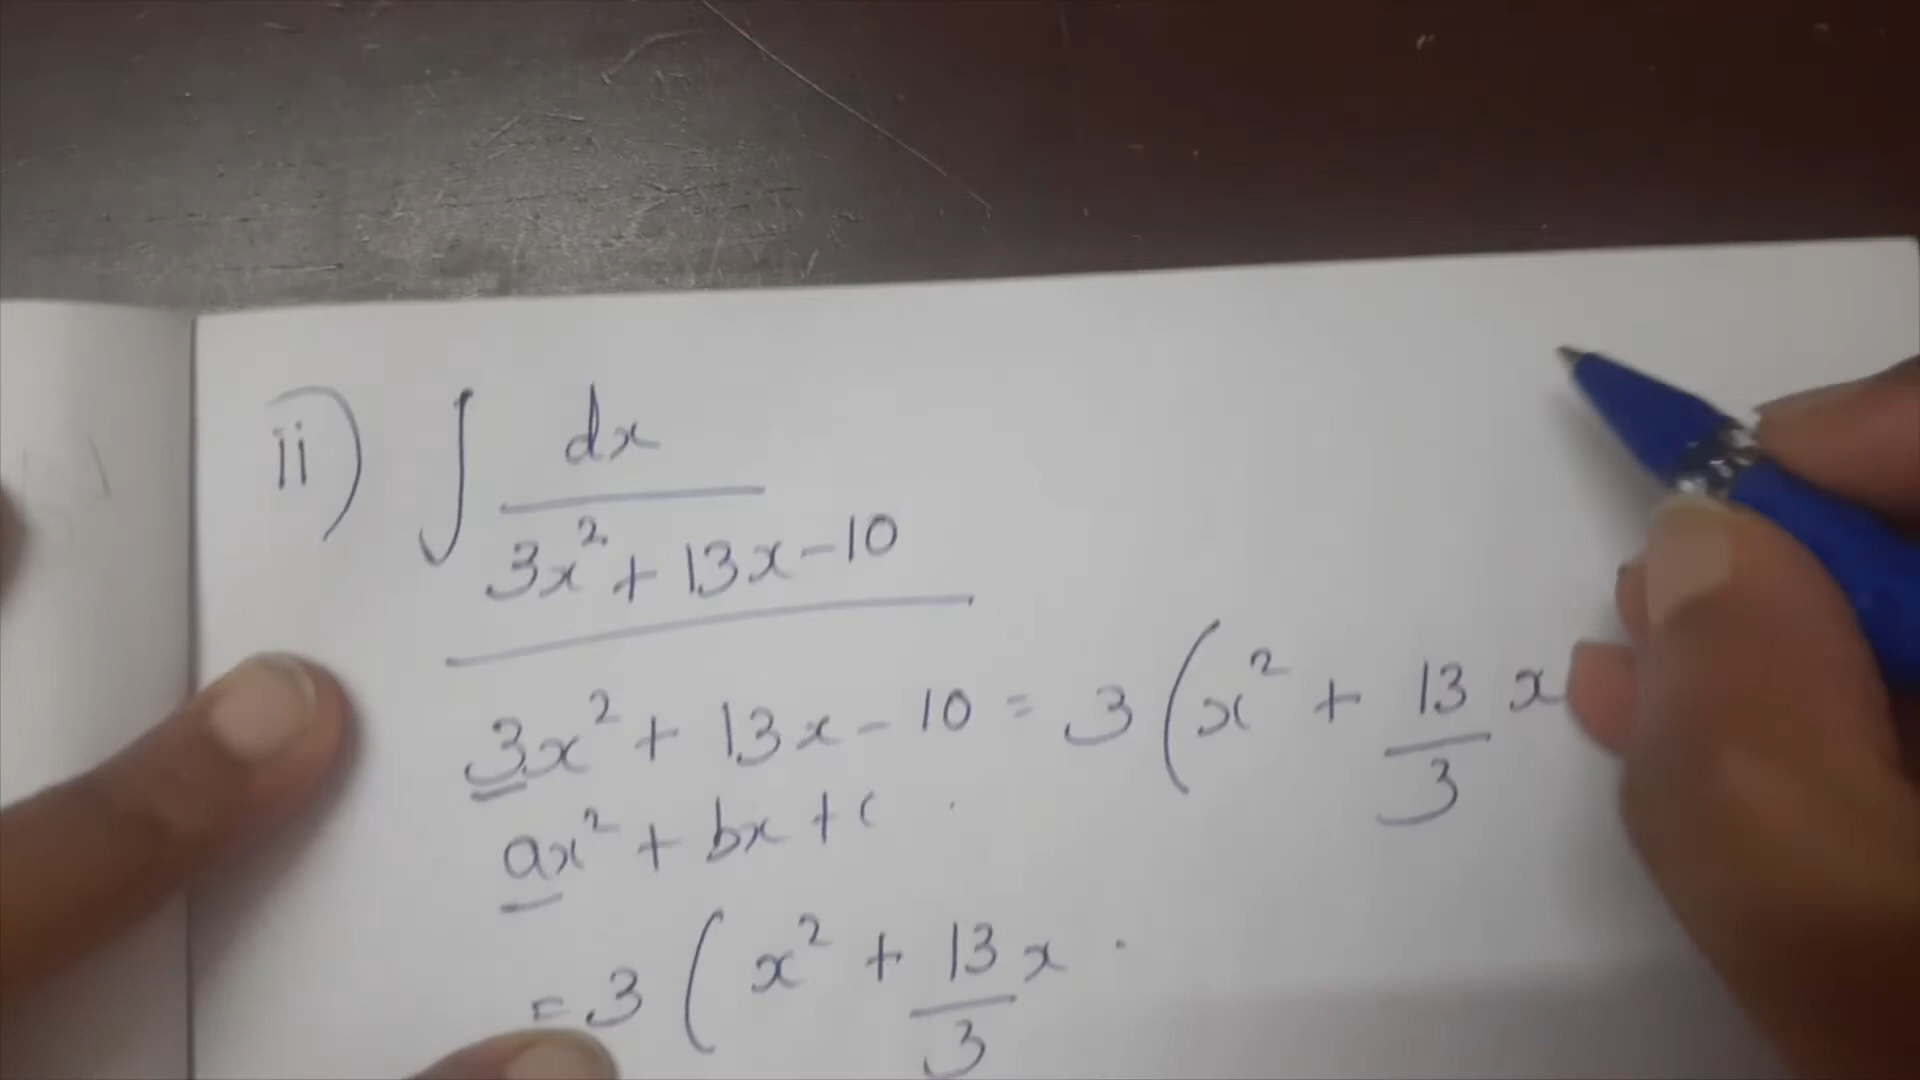 ii) ∫ dx
3x² + 13x - 10
3x² + 13x - 10 = 3 ( x² + 13 x
3
ax² + bx + c
= 3 ( x² + 13 x
3